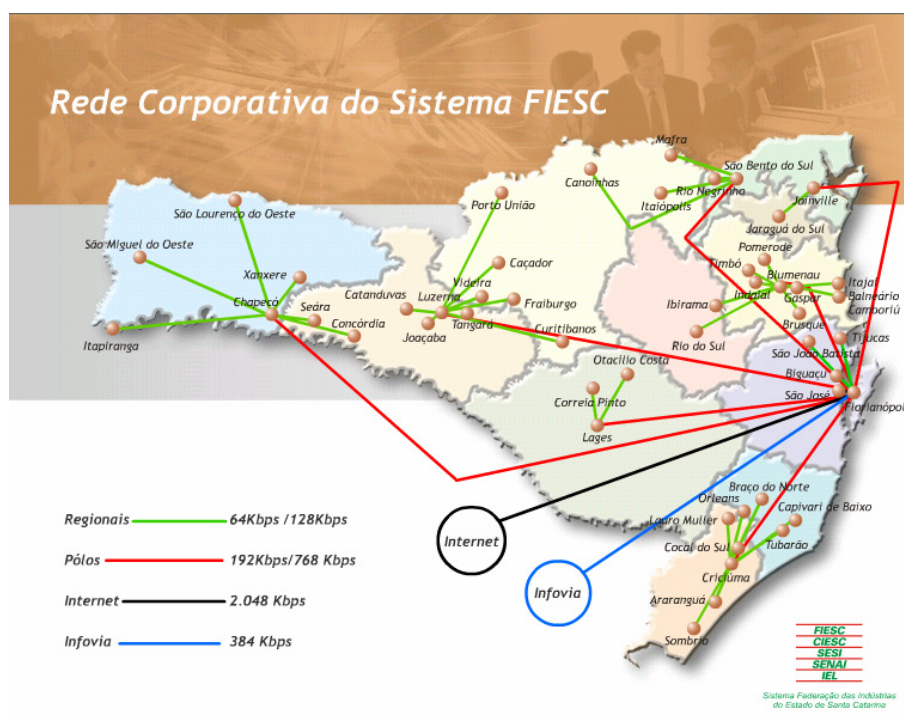 Rede Corporativa do Sistema FIESC
Mafra
São Bento do Sul
Canoinhas
Rio Negrinho
Itaiópolis
Joinville
Porto União
Jaraguá do Sul
São Lourenço do Oeste
São Miguel do Oeste
Pomerode
Timbó
Caçador
Xanxere
Blumenau
Itajaí
Videira
Indaial
Gaspar
Balneário
Camboriú
Catanduvas
Luzerna
Fraiburgo
Ibirama
Chapecó
Seára
Tangará
Brusque
Concórdia
Joaçaba
Curitibanos
Rio do Sul
Tijucas
Itapiranga
São João Batista
Otacilio Costa
Biguaçu
Correia Pinto
São José
Florianópol
Lages
Braço do Norte
Orleans
Capivari de Baixo
Lauro Muller
Regionais 64Kbps /128Kbps
Internet
Cocal do Sul
Tubarão
Pólos 192Kbps/768 Kbps
Criciúma
Infovia
Internet 2.048 Kbps
Araranguá
Infovia 384 Kbps
Sombrio
FIESC
CIESC
SESI
SENAI
IEL
Sistema Federação das Indústrias
do Estado de Santa Catarina